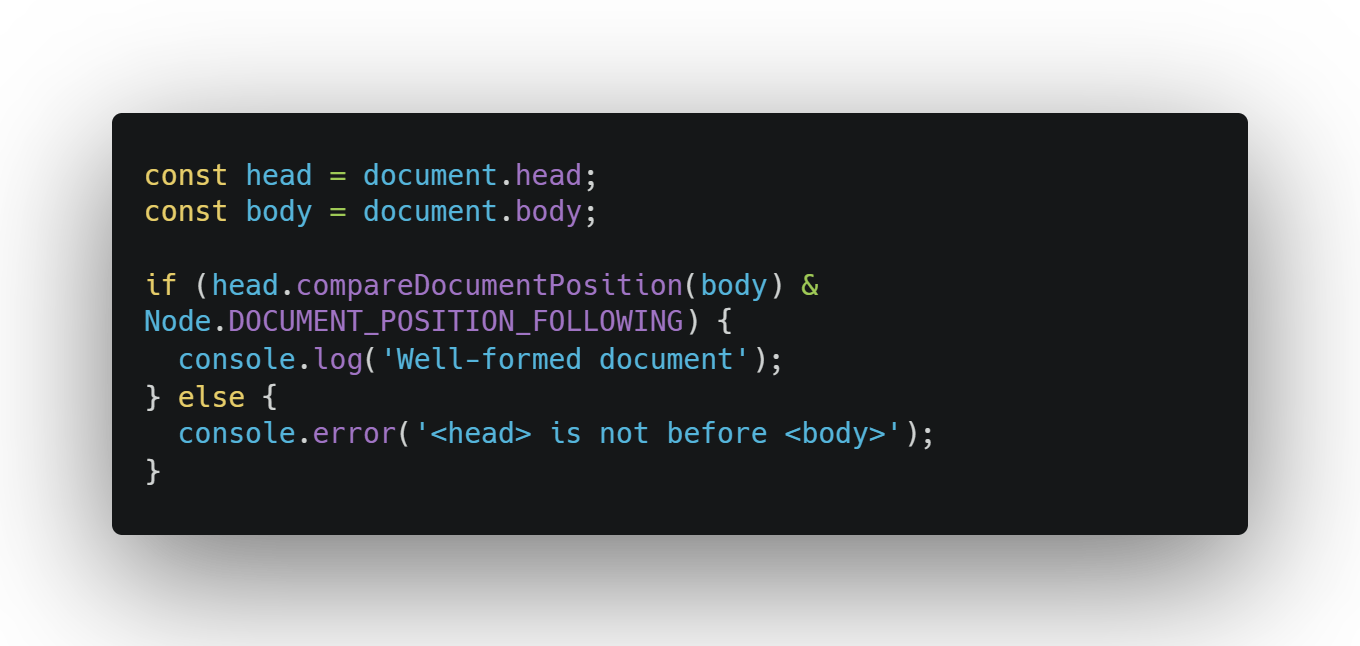 const head = document.head;
const body = document.body;

if (head.compareDocumentPosition(body) &
Node.DOCUMENT_POSITION_FOLLOWING) {
  console.log('Well-formed document');
} else {
  console.error('<head> is not before <body>');
}